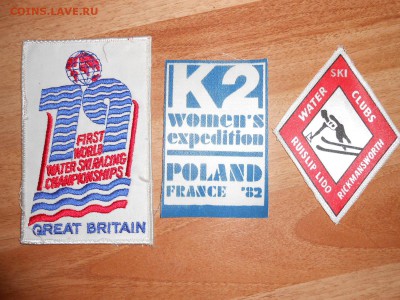 COINS.LAVE.RU
79
FIRST
WORLD
WATER SKI RACING
CHAMPIONSHIPS
GREAT BRITAIN
K2
women's
expedition
POLAND
FRANCE '82
SKI
WATER CLUBS
RUISLIP LIDO
RICKMANSWORTH